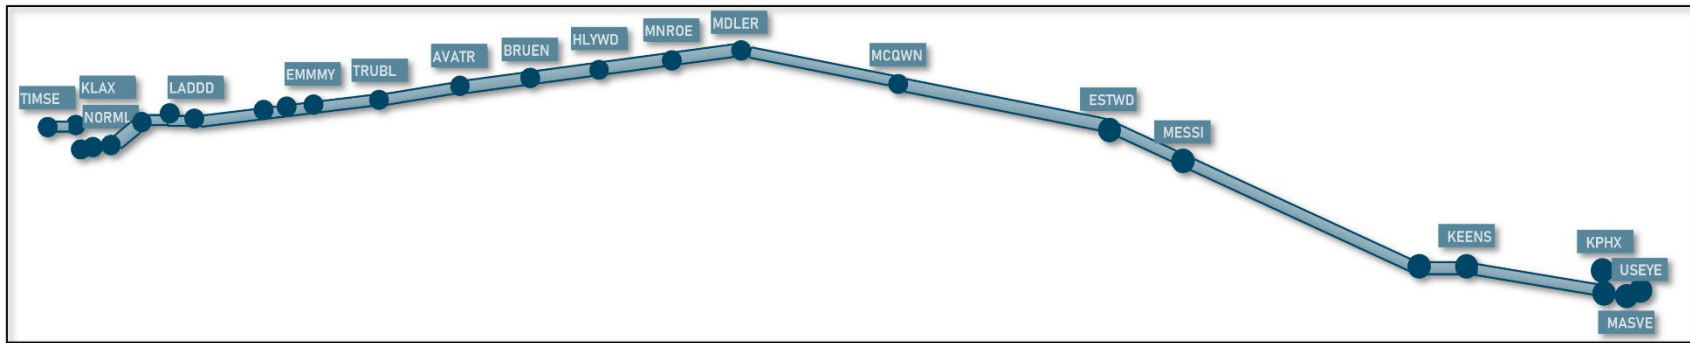 TIMSE
KLAX
NORML
LADDD
EMMMY
TRUBL
AVATR
BRUEN
HLYWD
MNROE
MDLER
MCQWN
ESTWD
MESSI
KEENS
KPHX
USEYE
MASVE